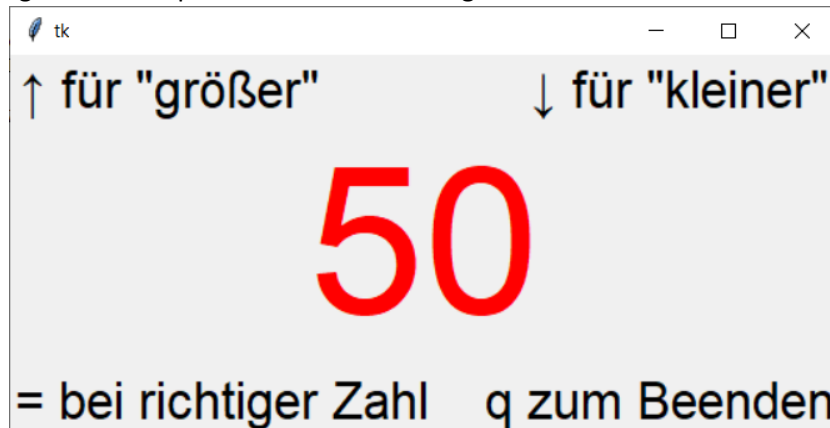 tk
↑ für "größer" ↓ für "kleiner"
50
= bei richtiger Zahl q zum Beenden